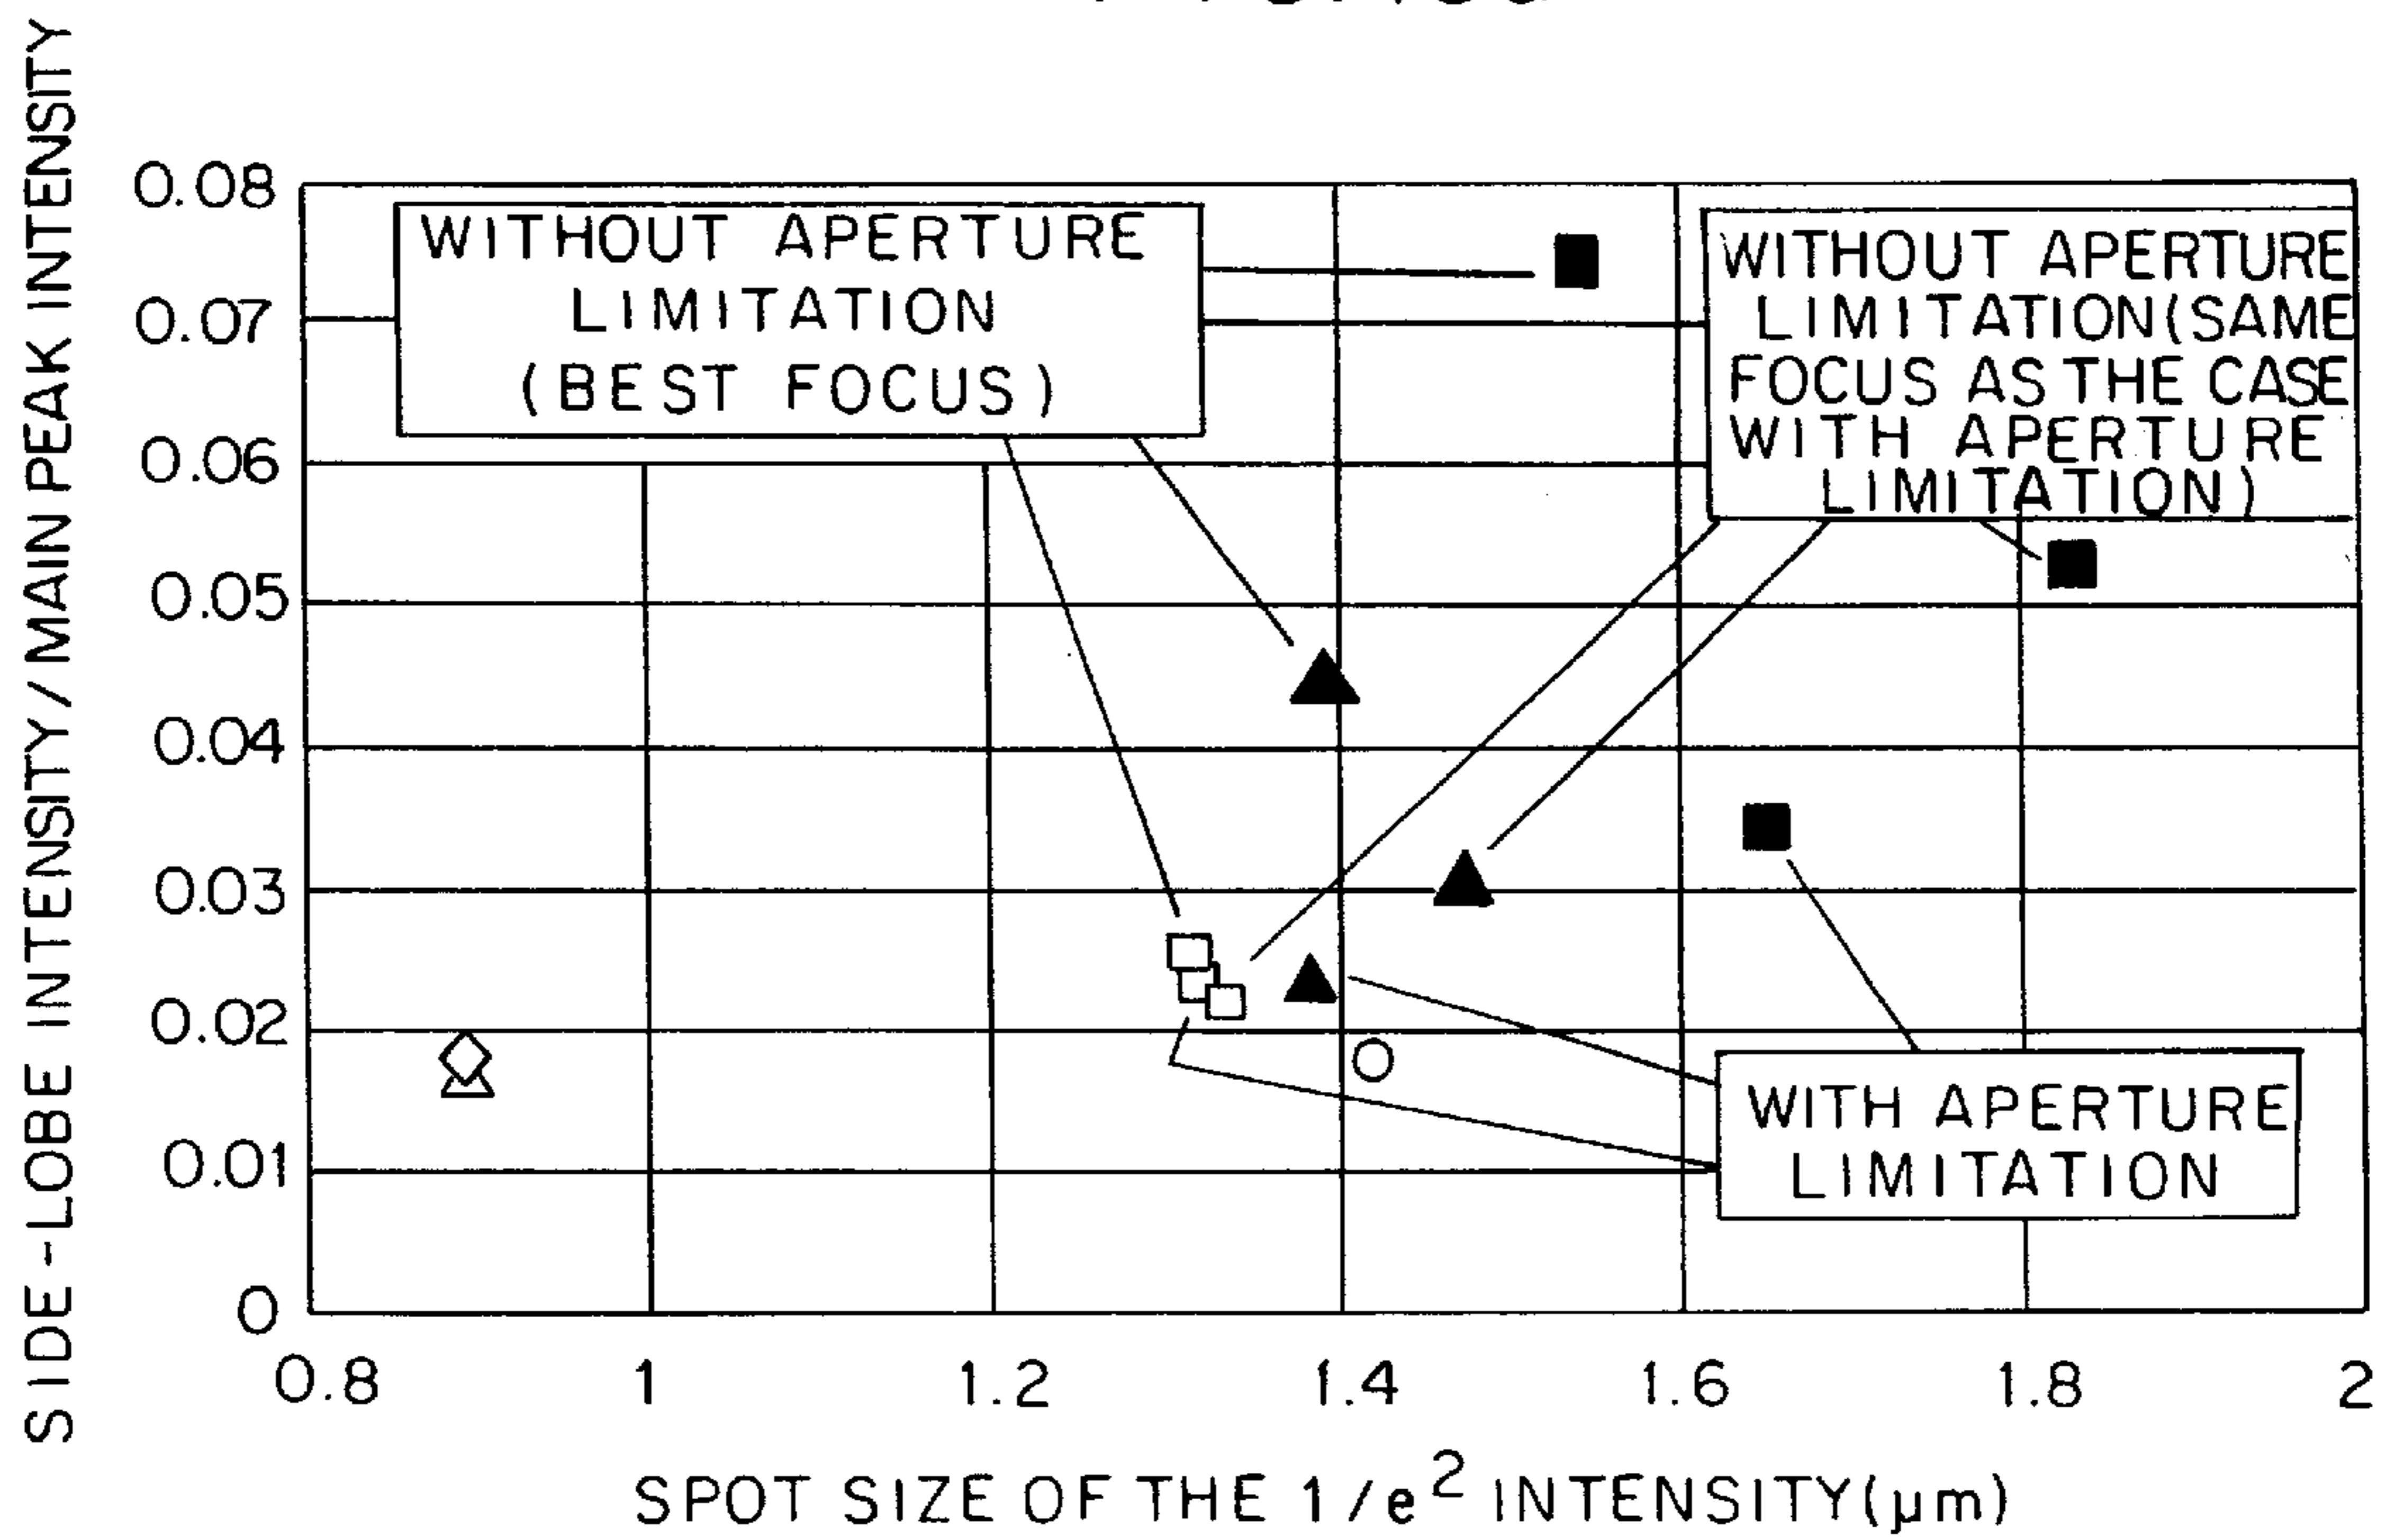 SIDE-LOBE INTENSITY/MAIN PEAK INTENSITY
0.08
0.07
0.06
0.05
0.04
0.03
0.02
0.01
0
WITHOUT APERTURE
LIMITATION
(BEST FOCUS)
WITHOUT APERTURE
LIMITATION(SAME
FOCUS AS THE CASE
WITH APERTURE
LIMITATION)
WITH APERTURE
LIMITATION
0.8 1 1.2 1.4 1.6 1.8 2
SPOT SIZE OF THE 1/e² INTENSITY(µm)